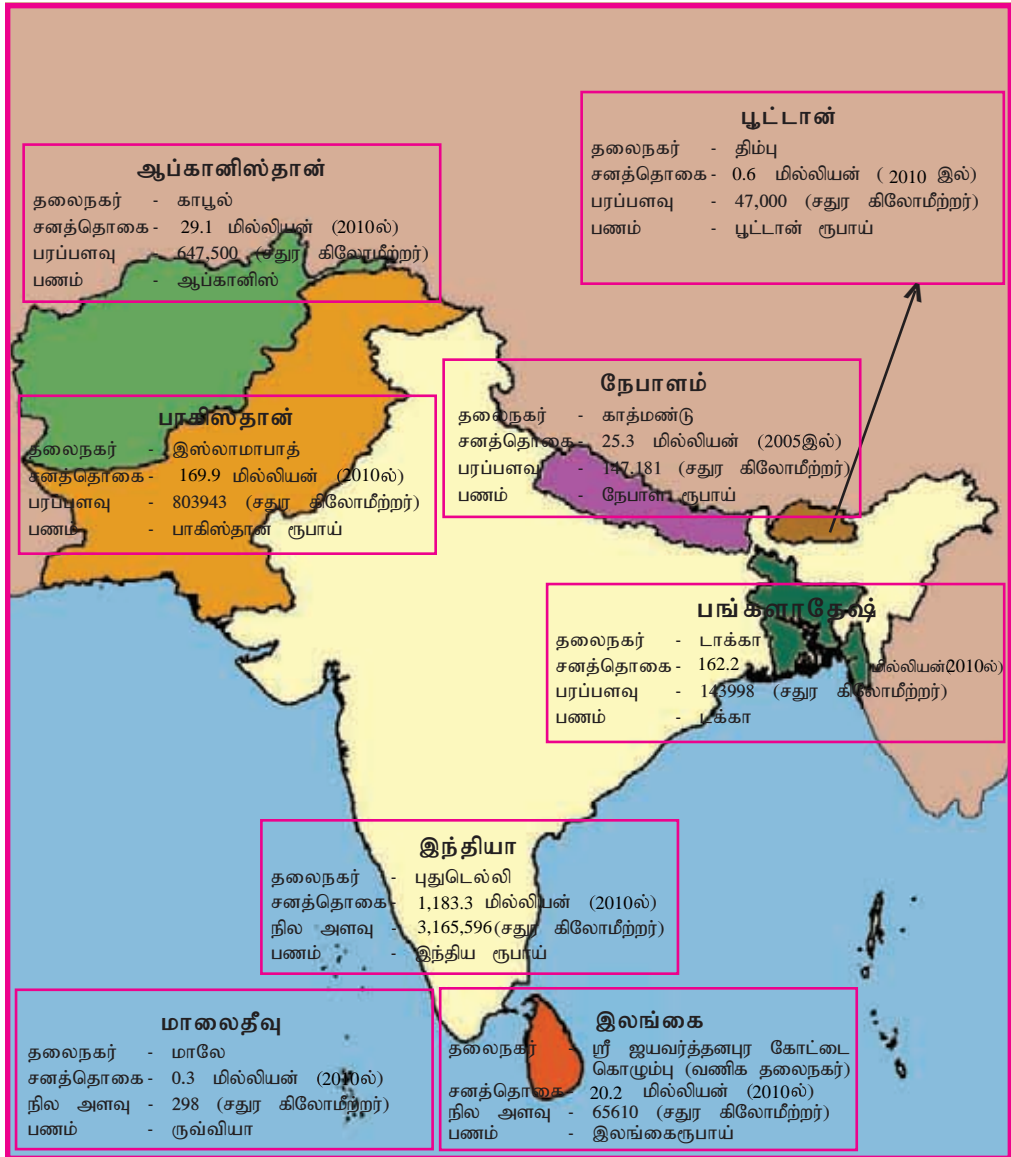 பூட்டான்
தலைநகர் - திம்பு
சனத்தொகை - 0.6 மில்லியன் ( 2010 இல்)
பரப்பளவு - 47,000 (சதுர கிலோமீற்றர்)
பணம் - பூட்டான் ரூபாய்
ஆப்கானிஸ்தான்
தலைநகர் - காபூல்
சனத்தொகை - 29.1 மில்லியன் (2010ல்)
பரப்பளவு - 647,500 (சதுர கிலோமீற்றர்)
பணம் - ஆப்கானிஸ்
நேபாளம்
தலைநகர் - காத்மண்டு
சனத்தொகை - 25.3 மில்லியன் (2005இல்)
பரப்பளவு - 147.181 (சதுர கிலோமீற்றர்)
பணம் - நேபாள ரூபாய்
பாகிஸ்தான்
தலைநகர் - இஸ்லாமாபாத்
சனத்தொகை - 169.9 மில்லியன் (2010ல்)
பரப்பளவு - 803943 (சதுர கிலோமீற்றர்)
பணம் - பாகிஸ்தான் ரூபாய்
பங்களாதேஷ்
தலைநகர் - டாக்கா
சனத்தொகை - 162.2 மில்லியன்(2010ல்)
பரப்பளவு - 143998 (சதுர கிலோமீற்றர்)
பணம் - டக்கா
இந்தியா
தலைநகர் - புதுடெல்லி
சனத்தொகை - 1,183.3 மில்லியன் (2010ல்)
நில அளவு - 3,165,596 (சதுர கிலோமீற்றர்)
பணம் - இந்திய ரூபாய்
மாலைதீவு
தலைநகர் - மாலே
சனத்தொகை - 0.3 மில்லியன் (2010ல்)
நில அளவு - 298 (சதுர கிலோமீற்றர்)
பணம் - ருவ்வியா
இலங்கை
தலைநகர் - ஸ்ரீ ஜயவர்த்தனபுர கோட்டை
கொழும்பு (வணிக தலைநகர்)
சனத்தொகை - 20.2 மில்லியன் (2010ல்)
நில அளவு - 65610 (சதுர கிலோமீற்றர்)
பணம் - இலங்கைரூபாய்